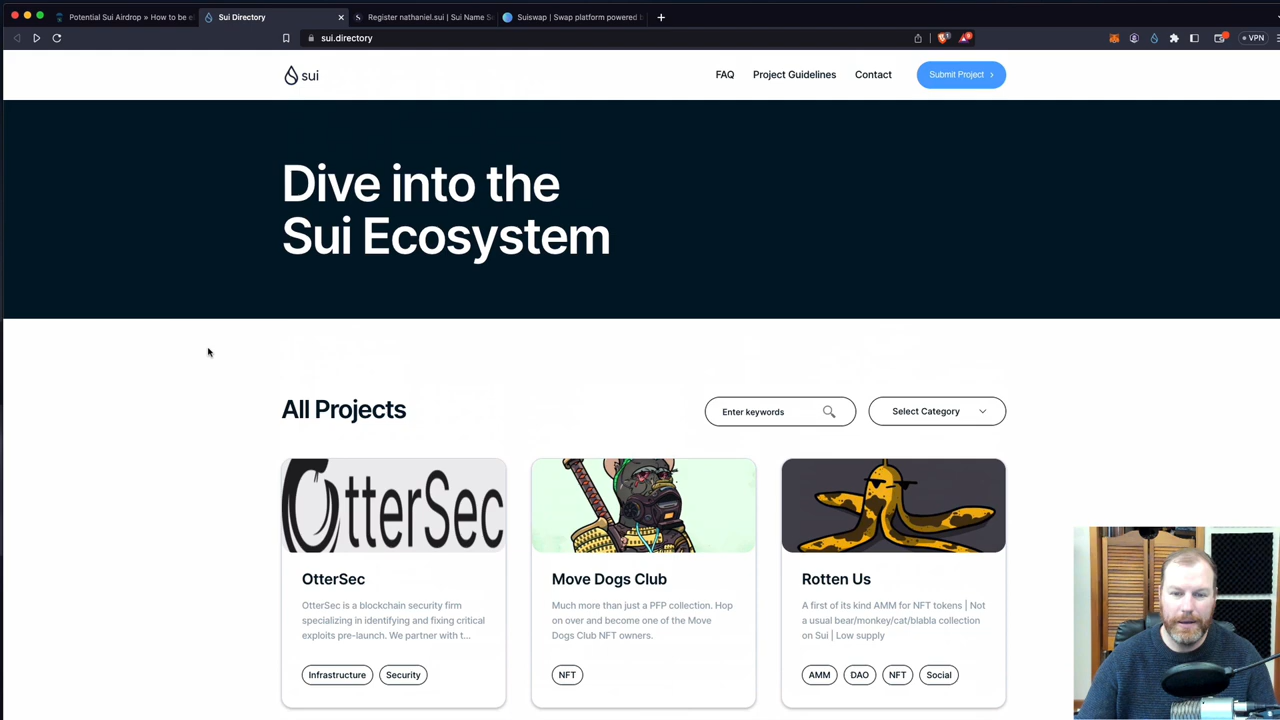 Potential Sui Airdrop » How to be el
Sui Directory
Register nathaniel.sui | Sui Name Se
Suiswap | Swap platform powered b
sui.directory
VPN
sui
FAQ
Project Guidelines
Contact
Submit Project
Dive into the
Sui Ecosystem
All Projects
Enter keywords
Select Category
OtterSec
OtterSec
OtterSec is a blockchain security firm
specializing in identifying and fixing critical
exploits pre-launch. We partner with t...
Infrastructure
Security
Move Dogs Club
Much more than just a PFP collection. Hop
on over and become one of the Move
Dogs Club NFT owners.
NFT
Rotten Us
A first of its kind AMM for NFT tokens | Not
a usual bear/monkey/cat/blabla collection
on Sui | Low supply
AMM
DAO
NFT
Social